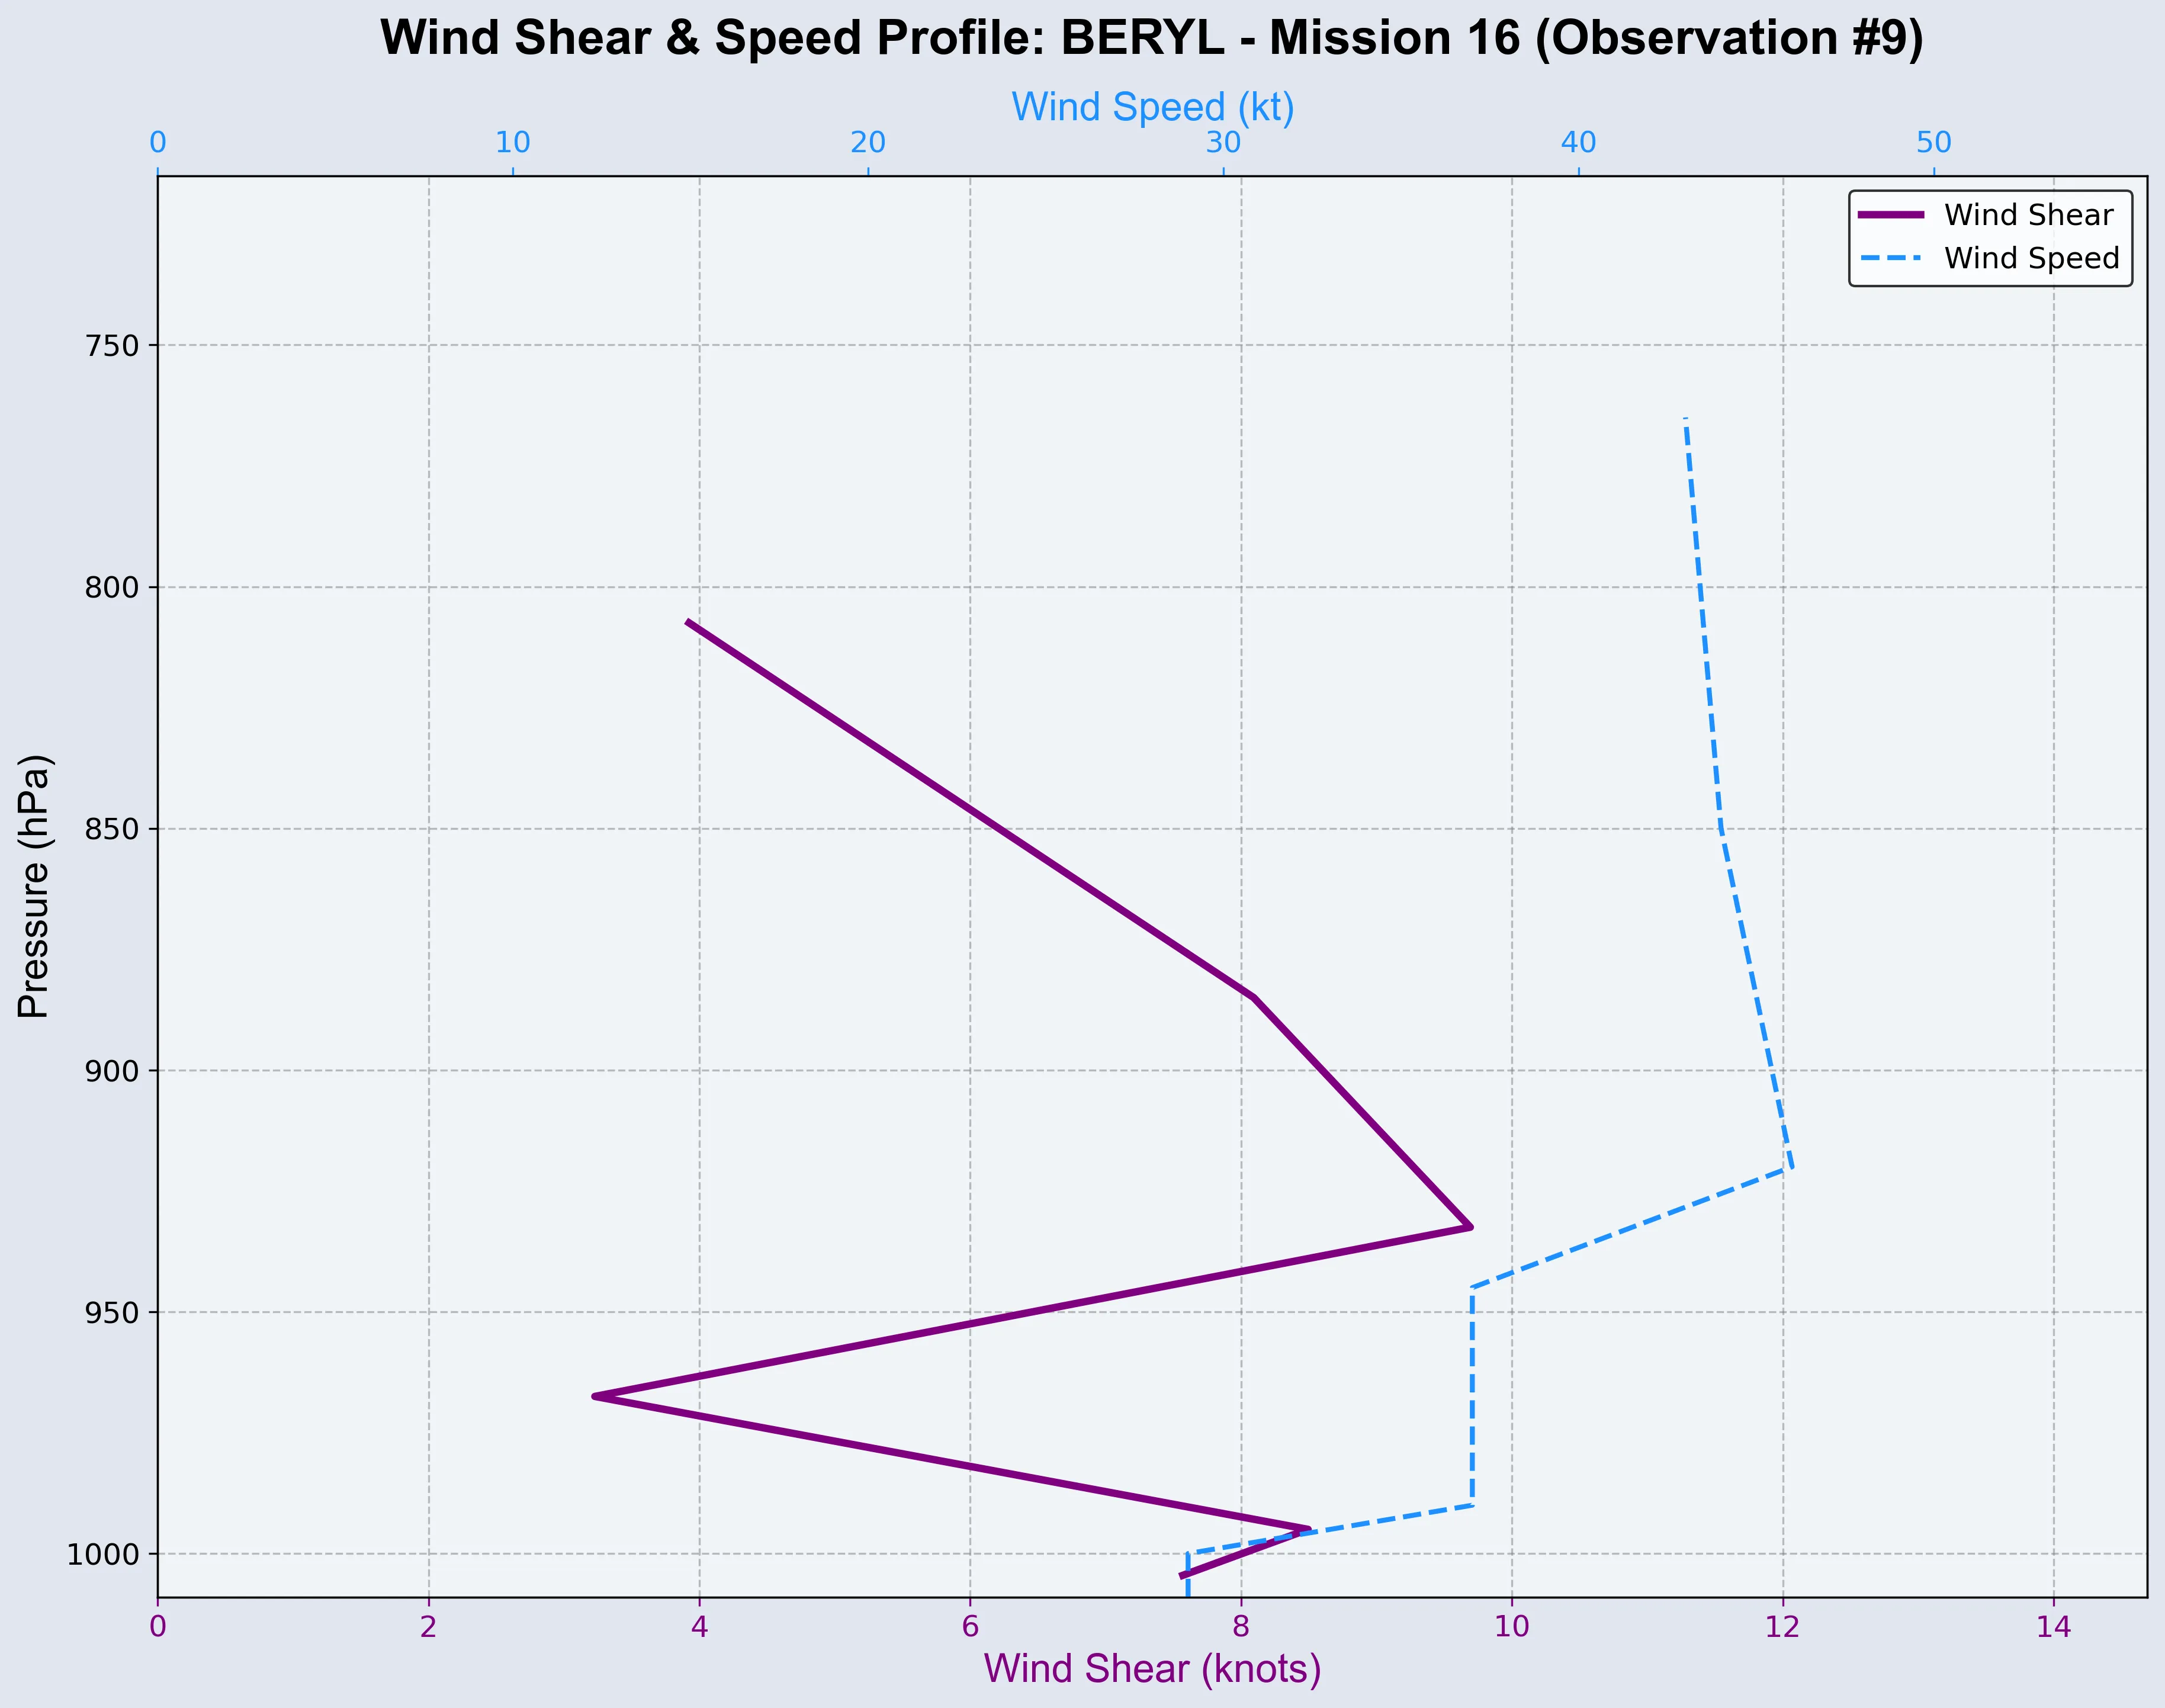 Wind Shear & Speed Profile: BERYL - Mission 16 (Observation #9)
Wind Speed (kt)
0 10 20 30 40 50
Wind Shear
Wind Speed
750
800
850
900
950
1000
Pressure (hPa)
0 2 4 6 8 10 12 14
Wind Shear (knots)